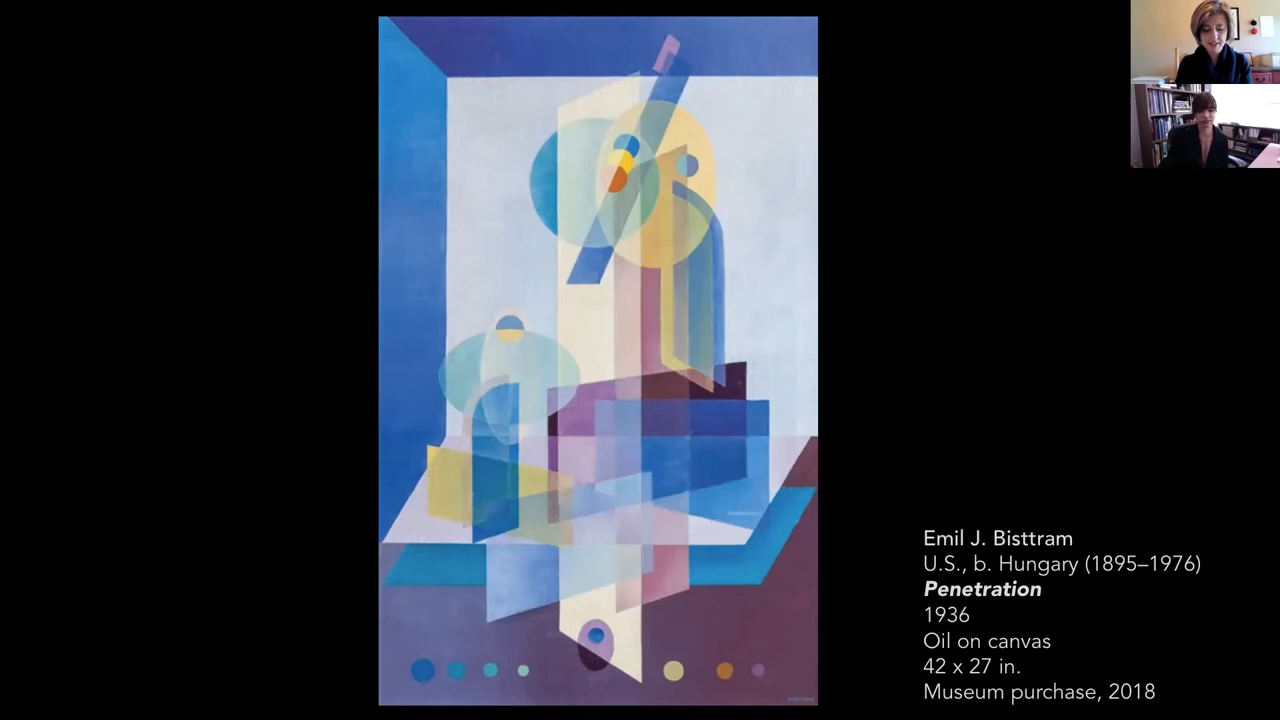 Emil J. Bisttram
U.S., b. Hungary (1895–1976)
Penetration
1936
Oil on canvas
42 x 27 in.
Museum purchase, 2018